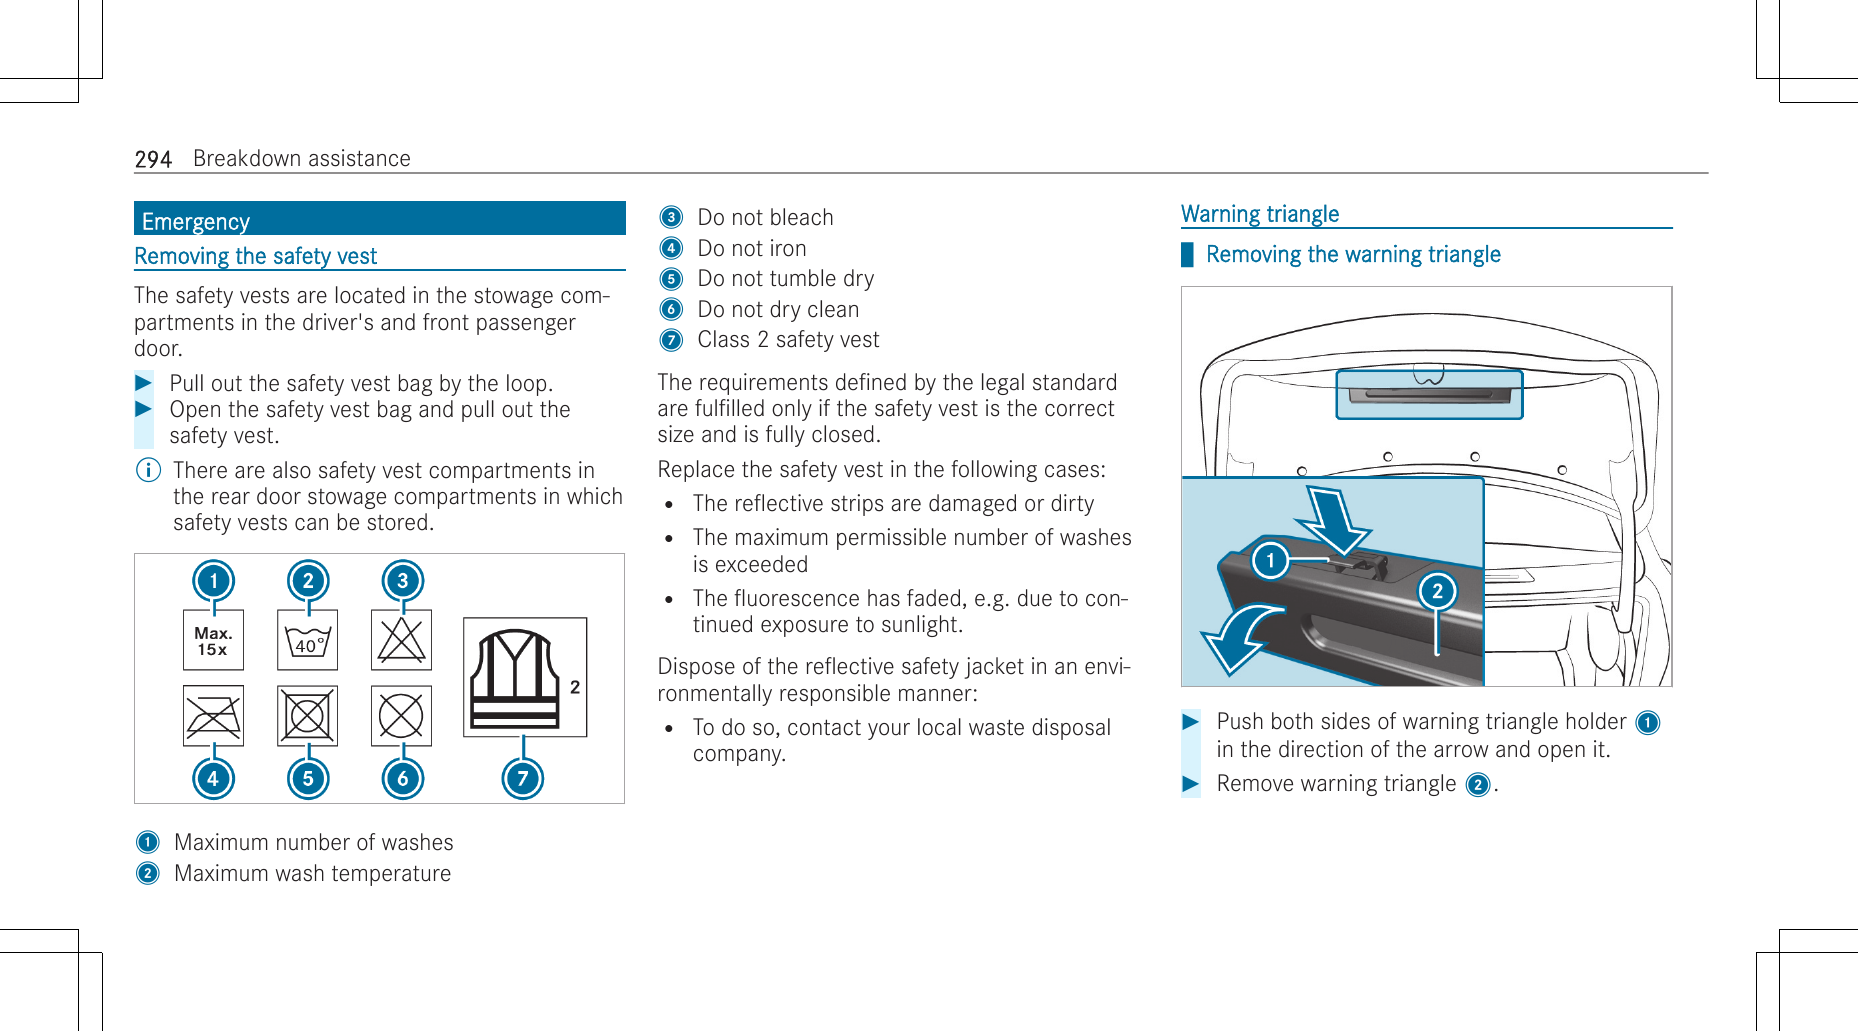 294 Breakdown assistance
Emergency
Removing the safety vest
The safety vests are located in the stowage com-
partments in the driver's and front passenger
door.
▶ Pull out the safety vest bag by the loop.
▶ Open the safety vest bag and pull out the
safety vest.
i There are also safety vest compartments in
the rear door stowage compartments in which
safety vests can be stored.
1 2 3
Max.
15x
40°
2
4 5 6 7
1 Maximum number of washes
2 Maximum wash temperature
3 Do not bleach
4 Do not iron
5 Do not tumble dry
6 Do not dry clean
7 Class 2 safety vest
The requirements defined by the legal standard
are fulfilled only if the safety vest is the correct
size and is fully closed.
Replace the safety vest in the following cases:
• The reflective strips are damaged or dirty
• The maximum permissible number of washes
is exceeded
• The fluorescence has faded, e.g. due to con-
tinued exposure to sunlight.
Dispose of the reflective safety jacket in an envi-
ronmentally responsible manner:
• To do so, contact your local waste disposal
company.
Warning triangle
Removing the warning triangle
1
2
▶ Push both sides of warning triangle holder 1
in the direction of the arrow and open it.
▶ Remove warning triangle 2.